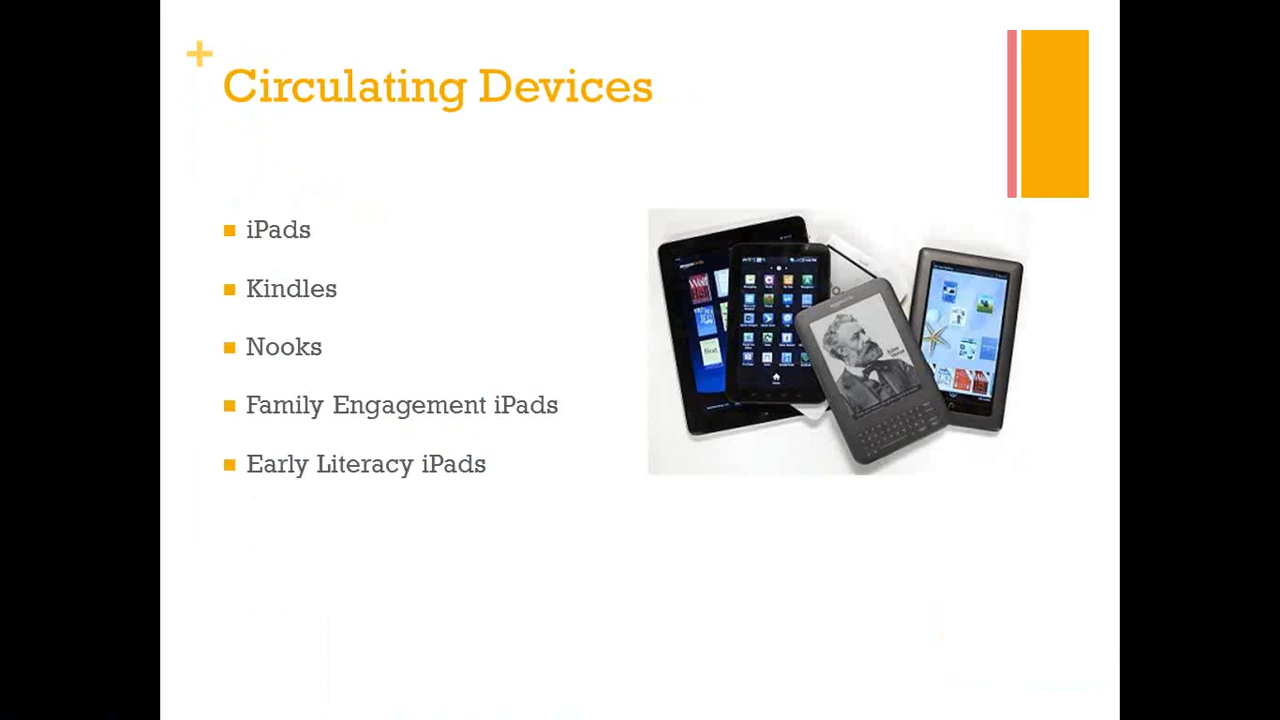 +
Circulating Devices
iPads
Kindles
Nooks
Family Engagement iPads
Early Literacy iPads